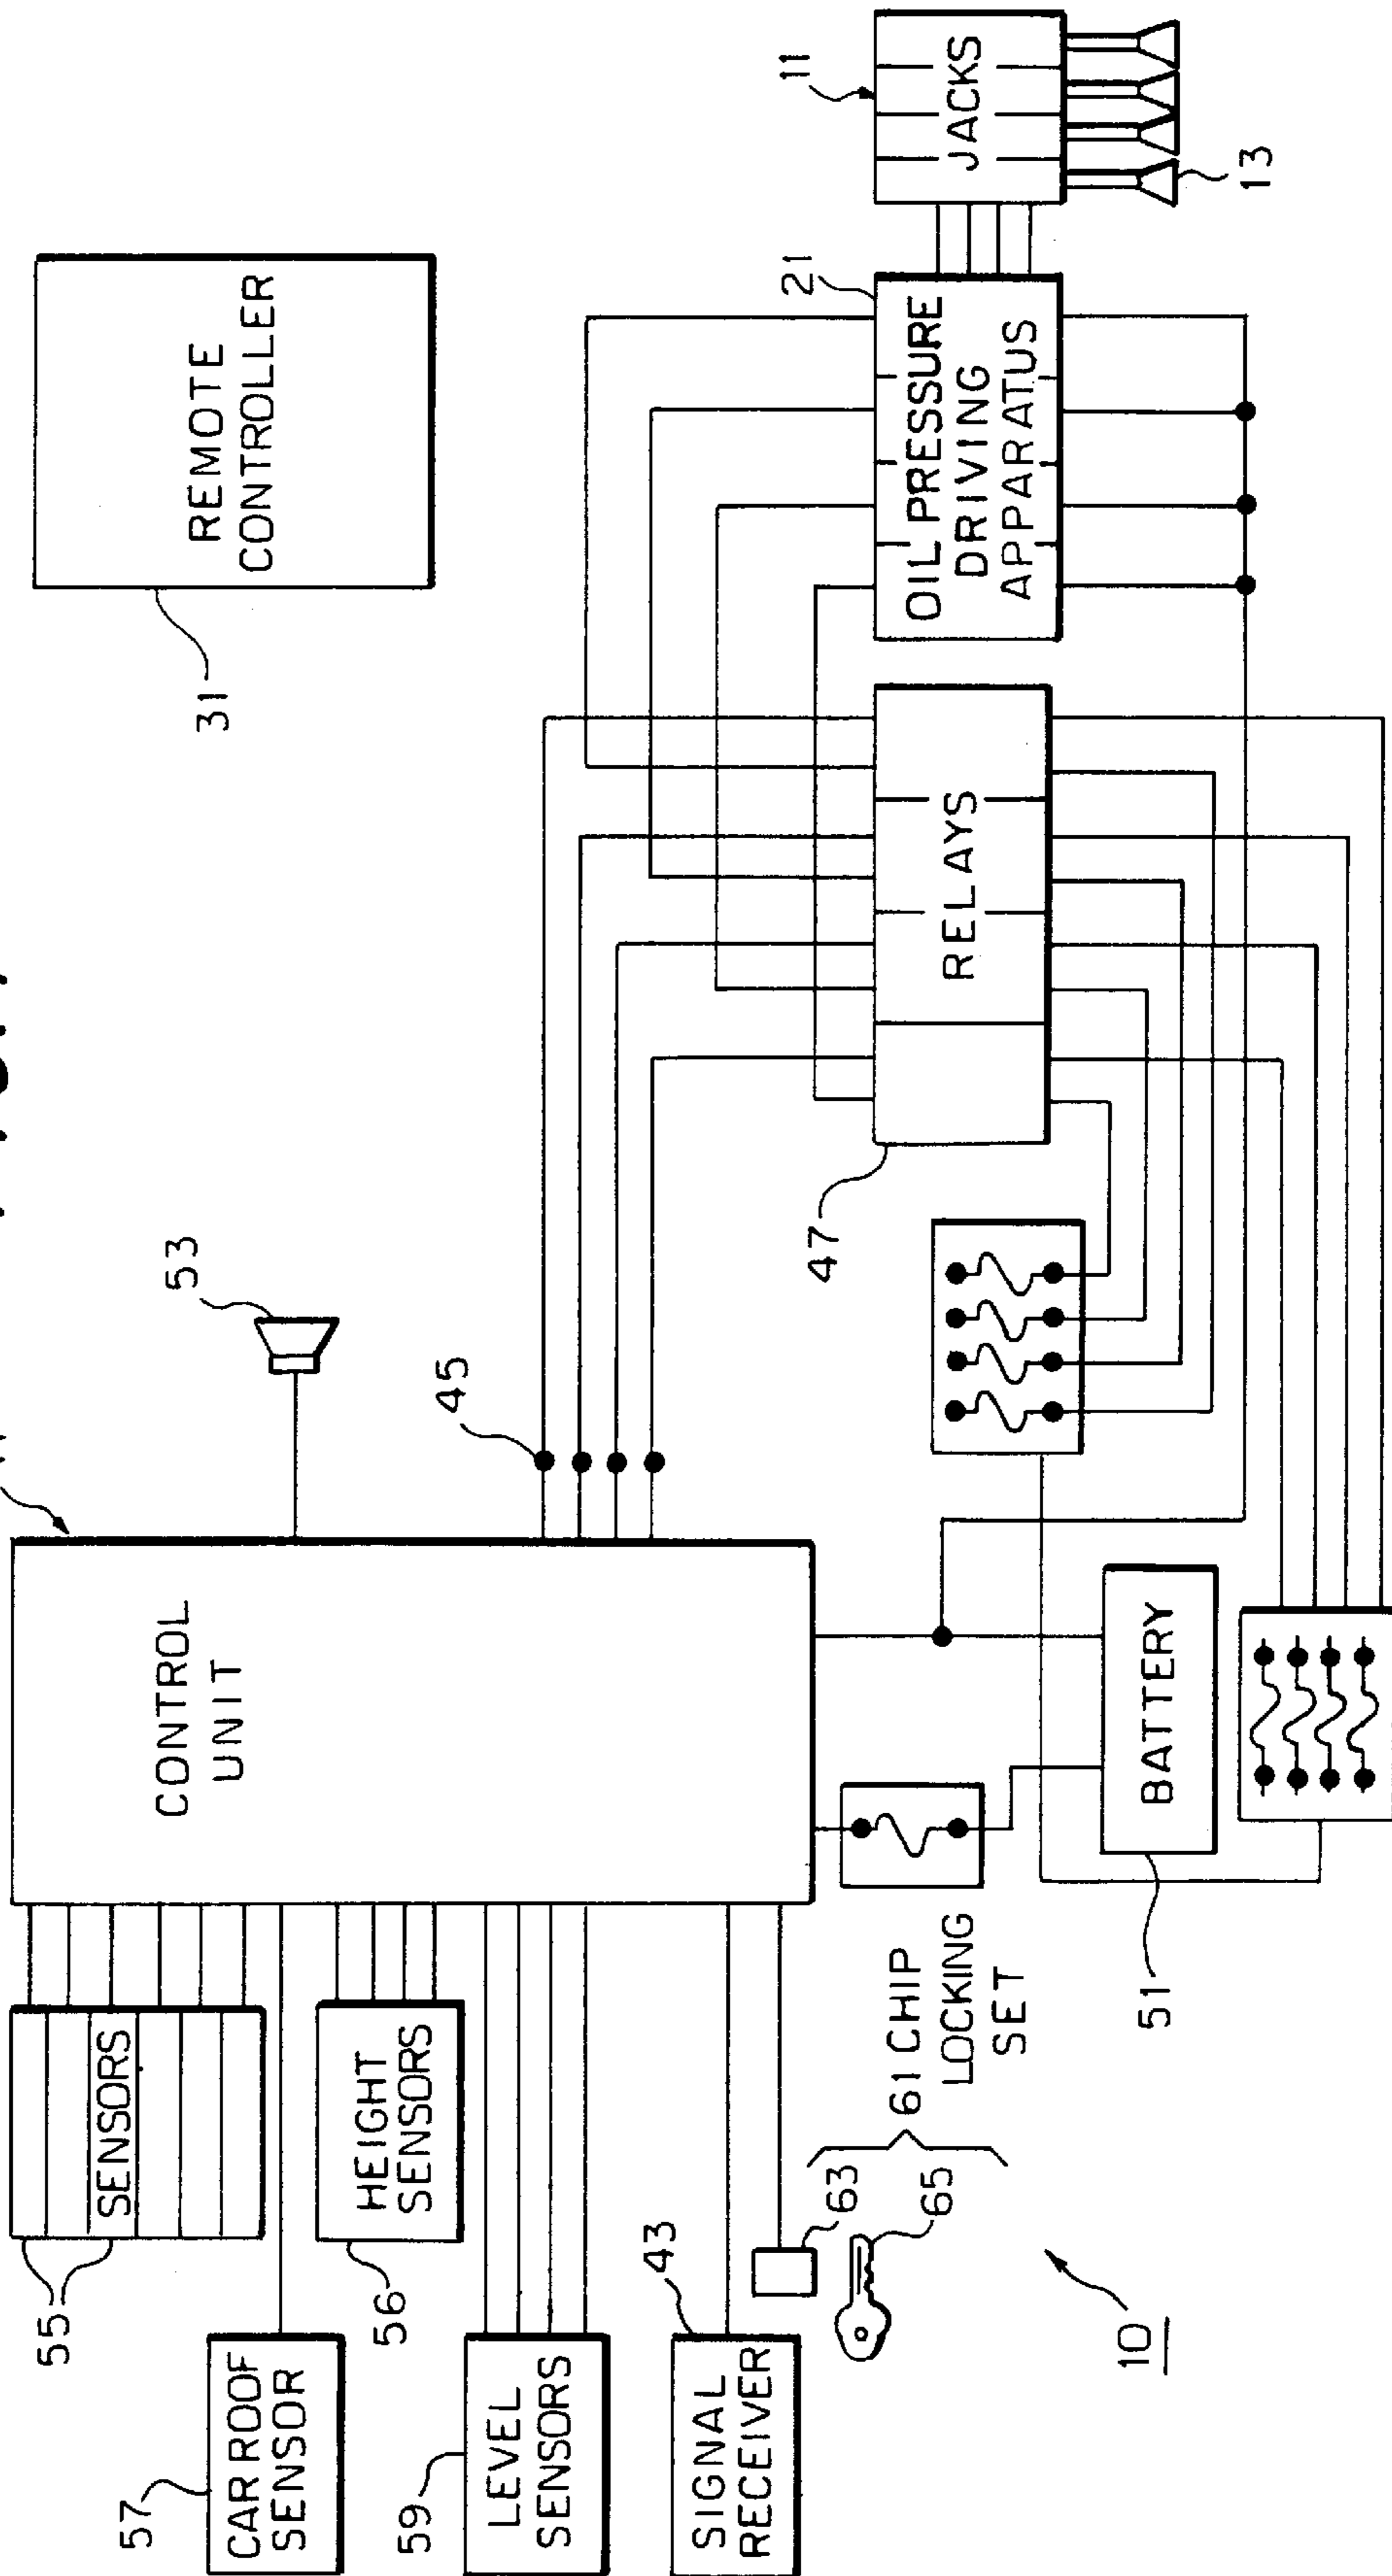 REMOTE
CONTROLLER
31
53
45
CONTROL
UNIT
55
SENSORS
57
CAR ROOF
SENSOR
56
HEIGHT
SENSORS
59
LEVEL
SENSORS
43
SIGNAL
RECEIVER
63
65
61 CHIP
LOCKING
SET
10
51
BATTERY
47
RELAYS
21
OIL PRESSURE
DRIVING
APPARATUS
11
JACKS
13